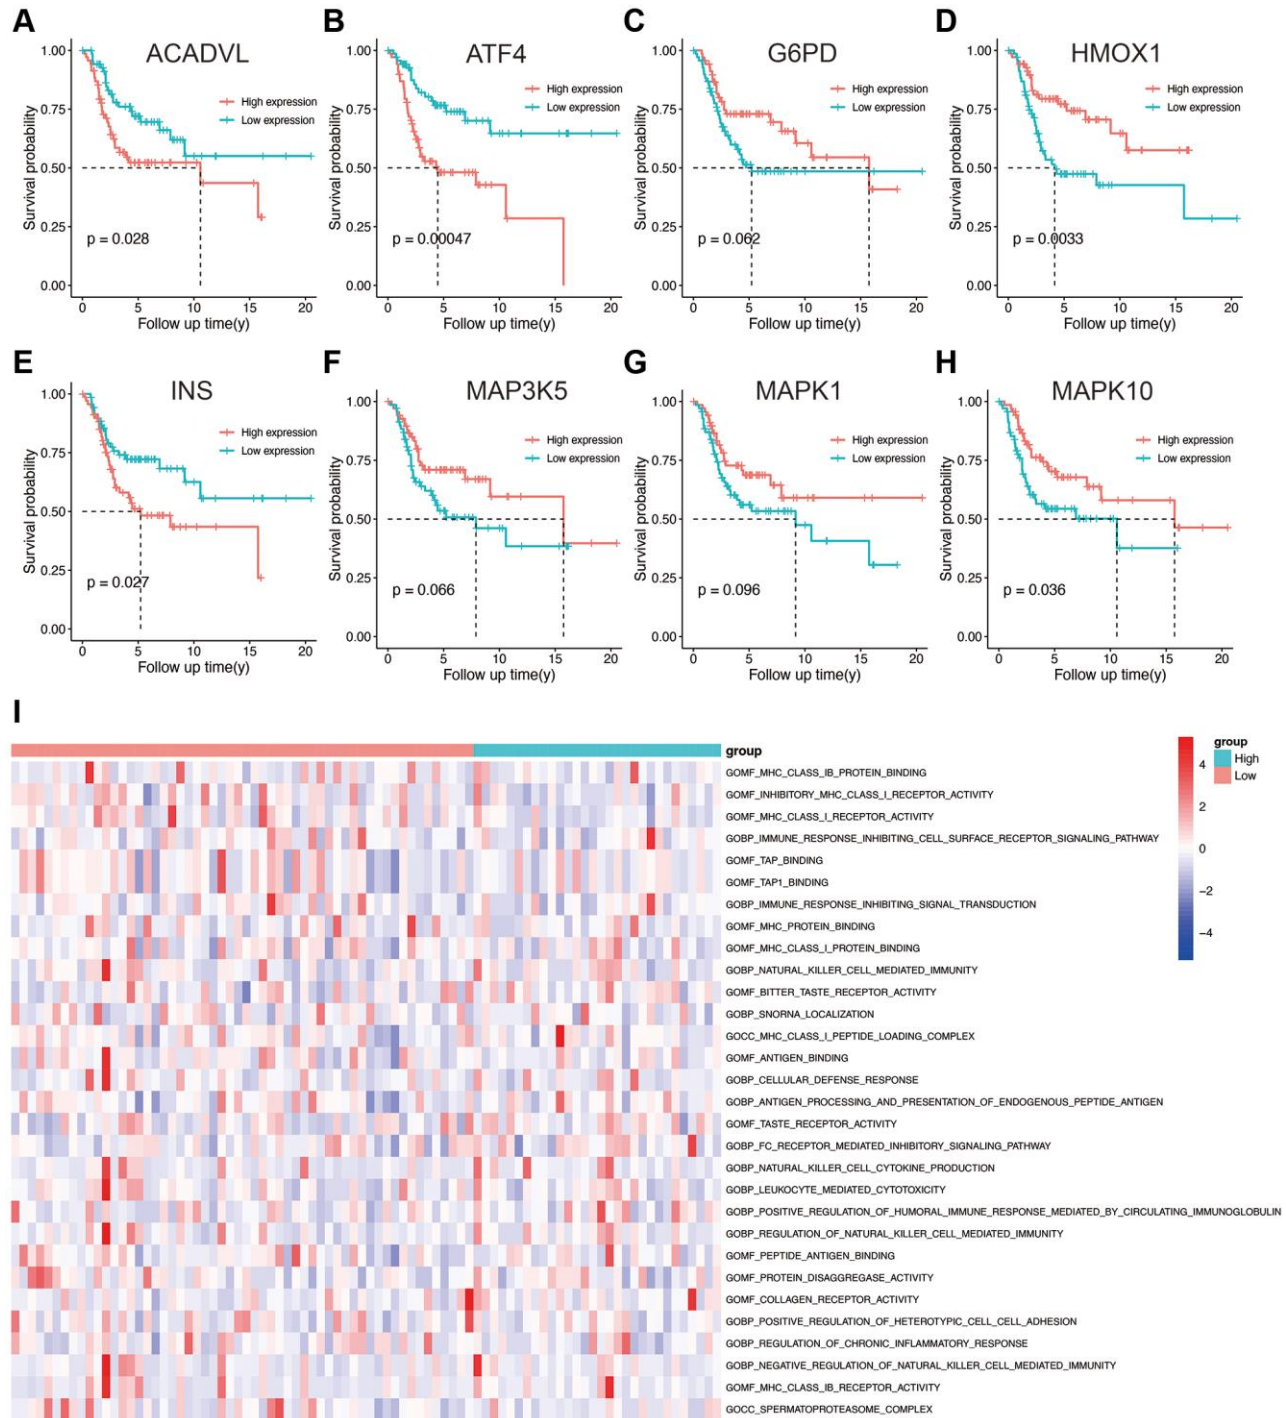 A
ACADVL
High expression
Low expression
Survival probability
1.00
0.75
0.50
0.25
0.00
p = 0.028
0 5 10 15 20
Follow up time(y)
B
ATF4
High expression
Low expression
Survival probability
1.00
0.75
0.50
0.25
0.00
p = 0.00047
0 5 10 15 20
Follow up time(y)
C
G6PD
High expression
Low expression
Survival probability
1.00
0.75
0.50
0.25
0.00
p = 0.062
0 5 10 15 20
Follow up time(y)
D
HMOX1
High expression
Low expression
Survival probability
1.00
0.75
0.50
0.25
0.00
p = 0.0033
0 5 10 15 20
Follow up time(y)
E
INS
High expression
Low expression
Survival probability
1.00
0.75
0.50
0.25
0.00
p = 0.027
0 5 10 15 20
Follow up time(y)
F
MAP3K5
High expression
Low expression
Survival probability
1.00
0.75
0.50
0.25
0.00
p = 0.066
0 5 10 15 20
Follow up time(y)
G
MAPK1
High expression
Low expression
Survival probability
1.00
0.75
0.50
0.25
0.00
p = 0.096
0 5 10 15 20
Follow up time(y)
H
MAPK10
High expression
Low expression
Survival probability
1.00
0.75
0.50
0.25
0.00
p = 0.036
0 5 10 15 20
Follow up time(y)
I
group
GOMF_MHC_CLASS_IB_PROTEIN_BINDING
GOMF_INHIBITORY_MHC_CLASS_I_RECEPTOR_ACTIVITY
GOMF_MHC_CLASS_I_RECEPTOR_ACTIVITY
GOBP_IMMUNE_RESPONSE_INHIBITING_CELL_SURFACE_RECEPTOR_SIGNALING_PATHWAY
GOMF_TAP_BINDING
GOMF_TAP1_BINDING
GOBP_IMMUNE_RESPONSE_INHIBITING_SIGNAL_TRANSDUCTION
GOMF_MHC_PROTEIN_BINDING
GOMF_MHC_CLASS_I_PROTEIN_BINDING
GOBP_NATURAL_KILLER_CELL_MEDIATED_IMMUNITY
GOMF_BITTER_TASTE_RECEPTOR_ACTIVITY
GOBP_SNORNA_LOCALIZATION
GOCC_MHC_CLASS_I_PEPTIDE_LOADING_COMPLEX
GOMF_ANTIGEN_BINDING
GOBP_CELLULAR_DEFENSE_RESPONSE
GOBP_ANTIGEN_PROCESSING_AND_PRESENTATION_OF_ENDOGENOUS_PEPTIDE_ANTIGEN
GOMF_TASTE_RECEPTOR_ACTIVITY
GOBP_FC_RECEPTOR_MEDIATED_INHIBITORY_SIGNALING_PATHWAY
GOBP_NATURAL_KILLER_CELL_CYTOKINE_PRODUCTION
GOBP_LEUKOCYTE_MEDIATED_CYTOTOXICITY
GOBP_POSITIVE_REGULATION_OF_HUMORAL_IMMUNE_RESPONSE_MEDIATED_BY_CIRCULATING_IMMUNOGLOBULIN
GOBP_REGULATION_OF_NATURAL_KILLER_CELL_MEDIATED_IMMUNITY
GOMF_PEPTIDE_ANTIGEN_BINDING
GOMF_PROTEIN_DISAGGREGASE_ACTIVITY
GOMF_COLLAGEN_RECEPTOR_ACTIVITY
GOBP_POSITIVE_REGULATION_OF_HETEROTYPIC_CELL_CELL_ADHESION
GOBP_REGULATION_OF_CHRONIC_INFLAMMATORY_RESPONSE
GOBP_NEGATIVE_REGULATION_OF_NATURAL_KILLER_CELL_MEDIATED_IMMUNITY
GOMF_MHC_CLASS_IB_RECEPTOR_ACTIVITY
GOCC_SPERMATOPROTEASOME_COMPLEX
4
2
0
−2
−4
group
High
Low